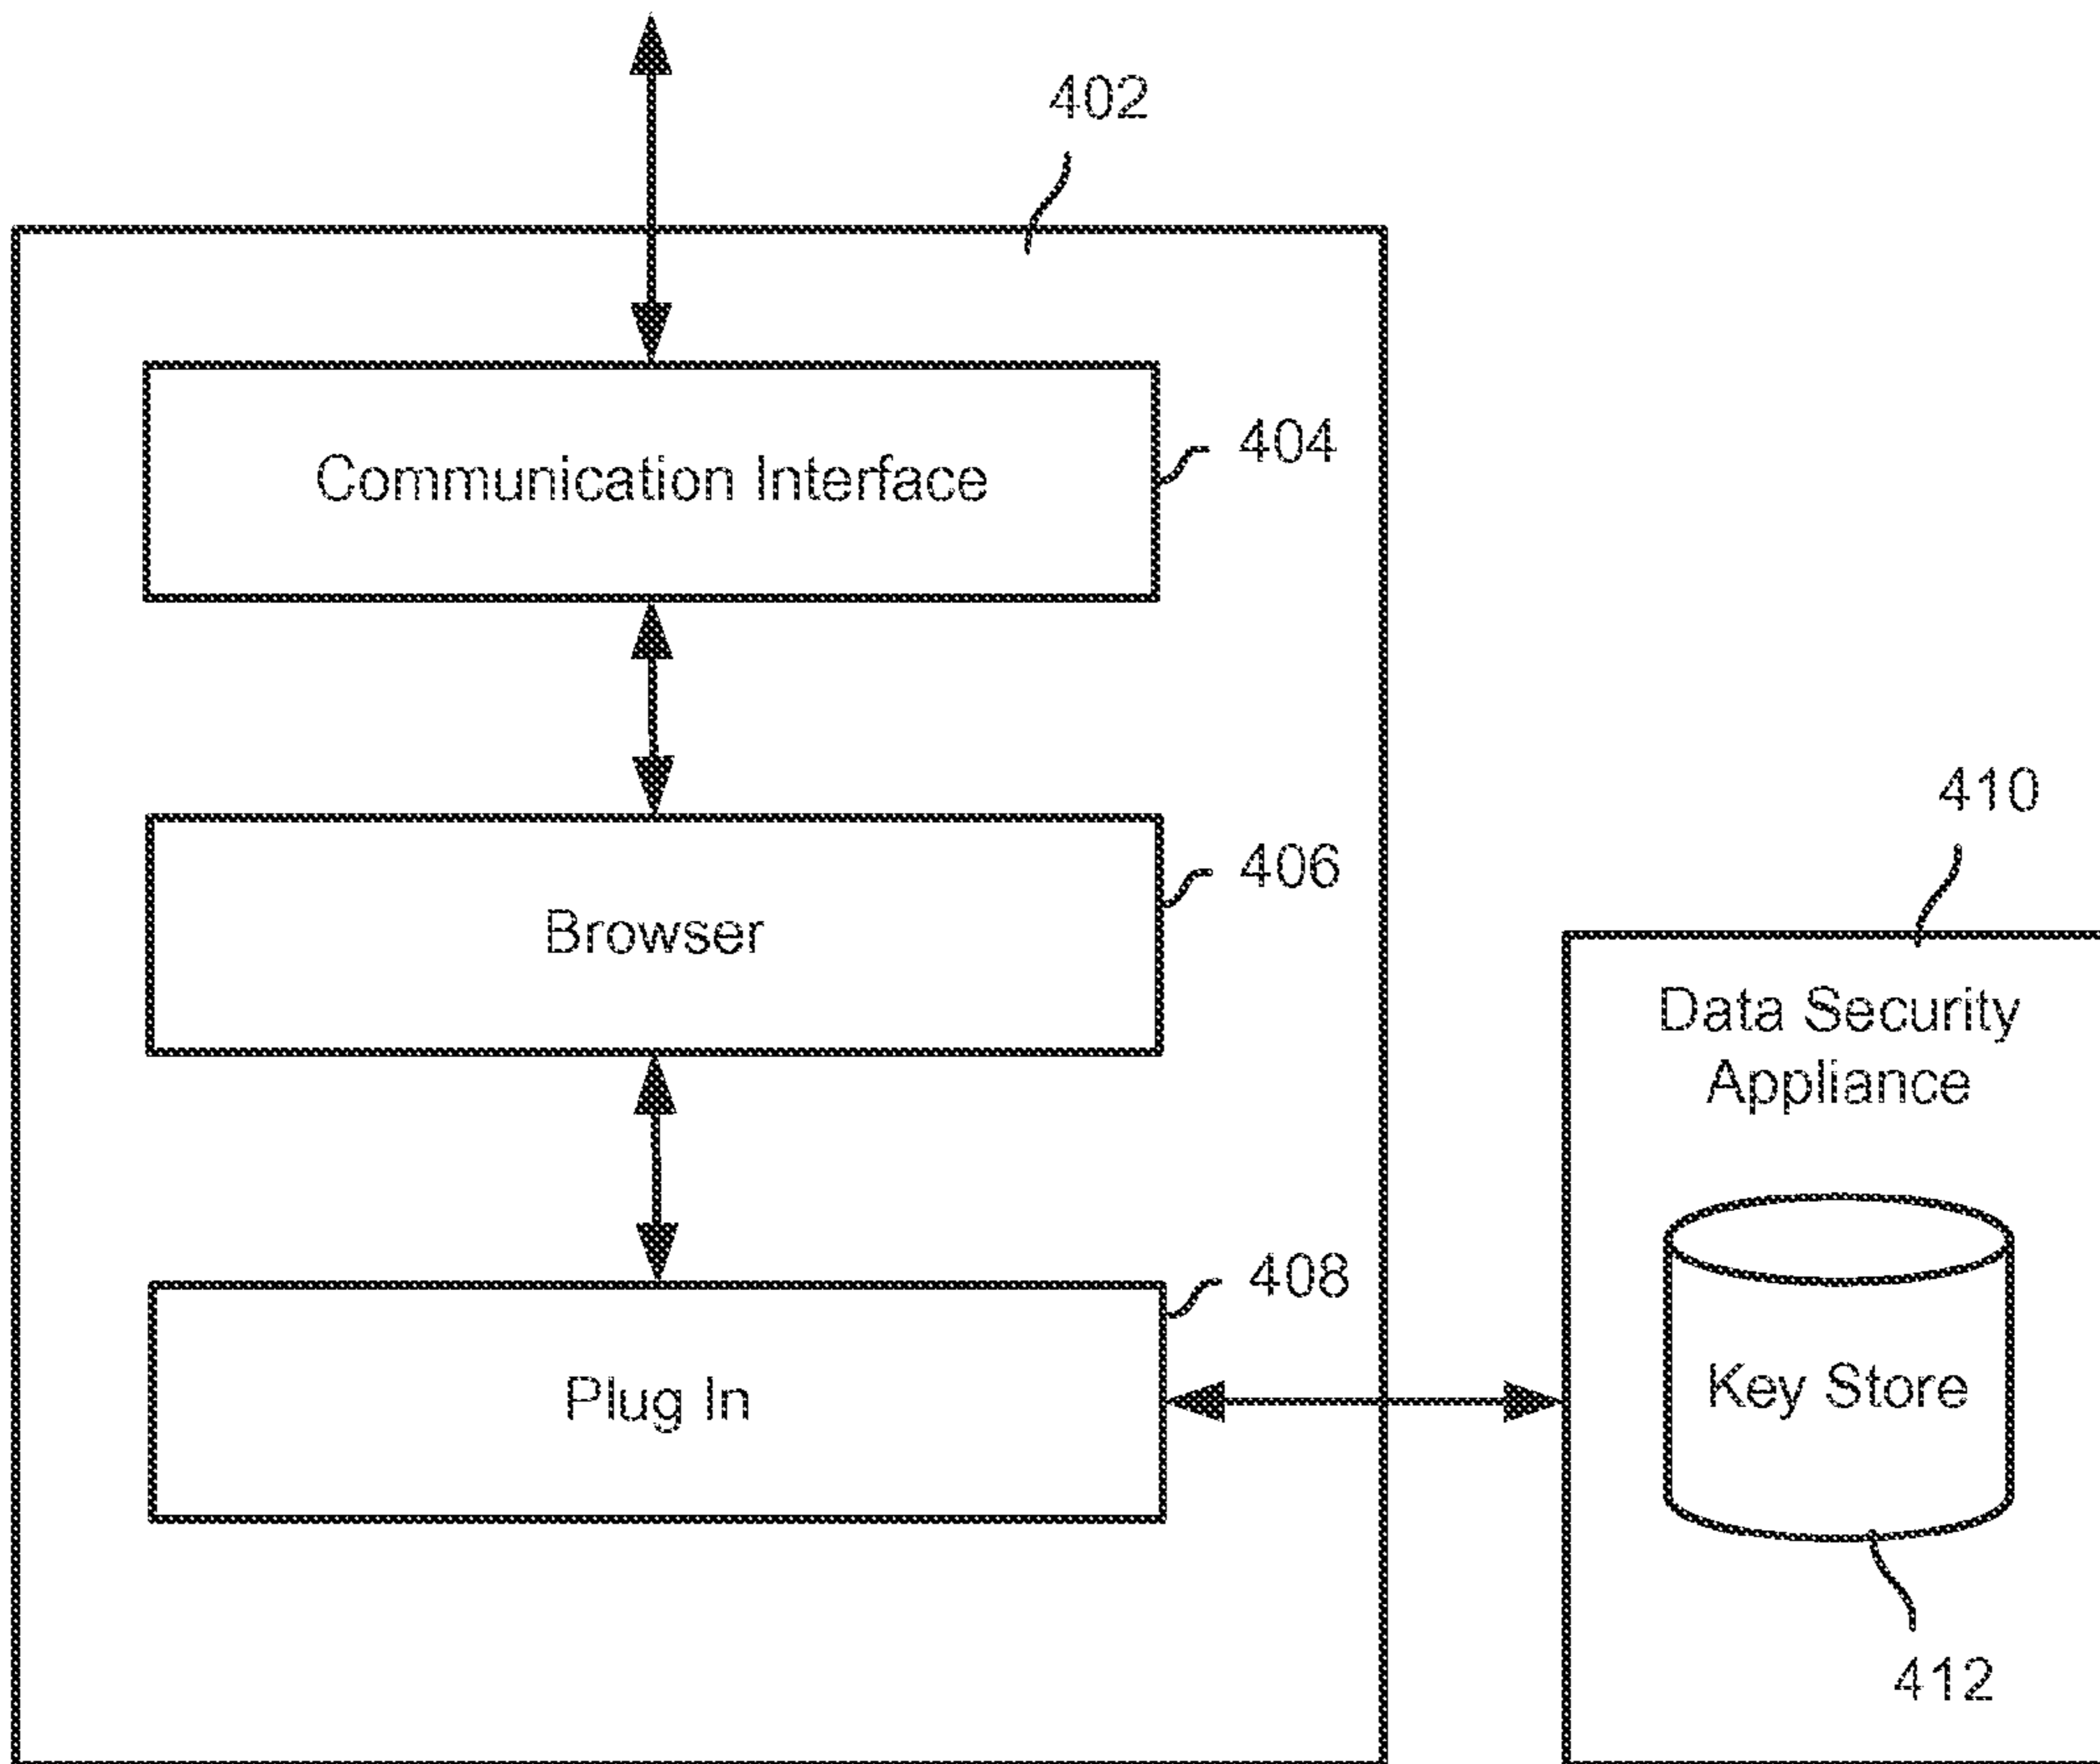 402
Communication Interface
404
Browser
406
410
Data Security
Appliance
Plug In
408
Key Store
412